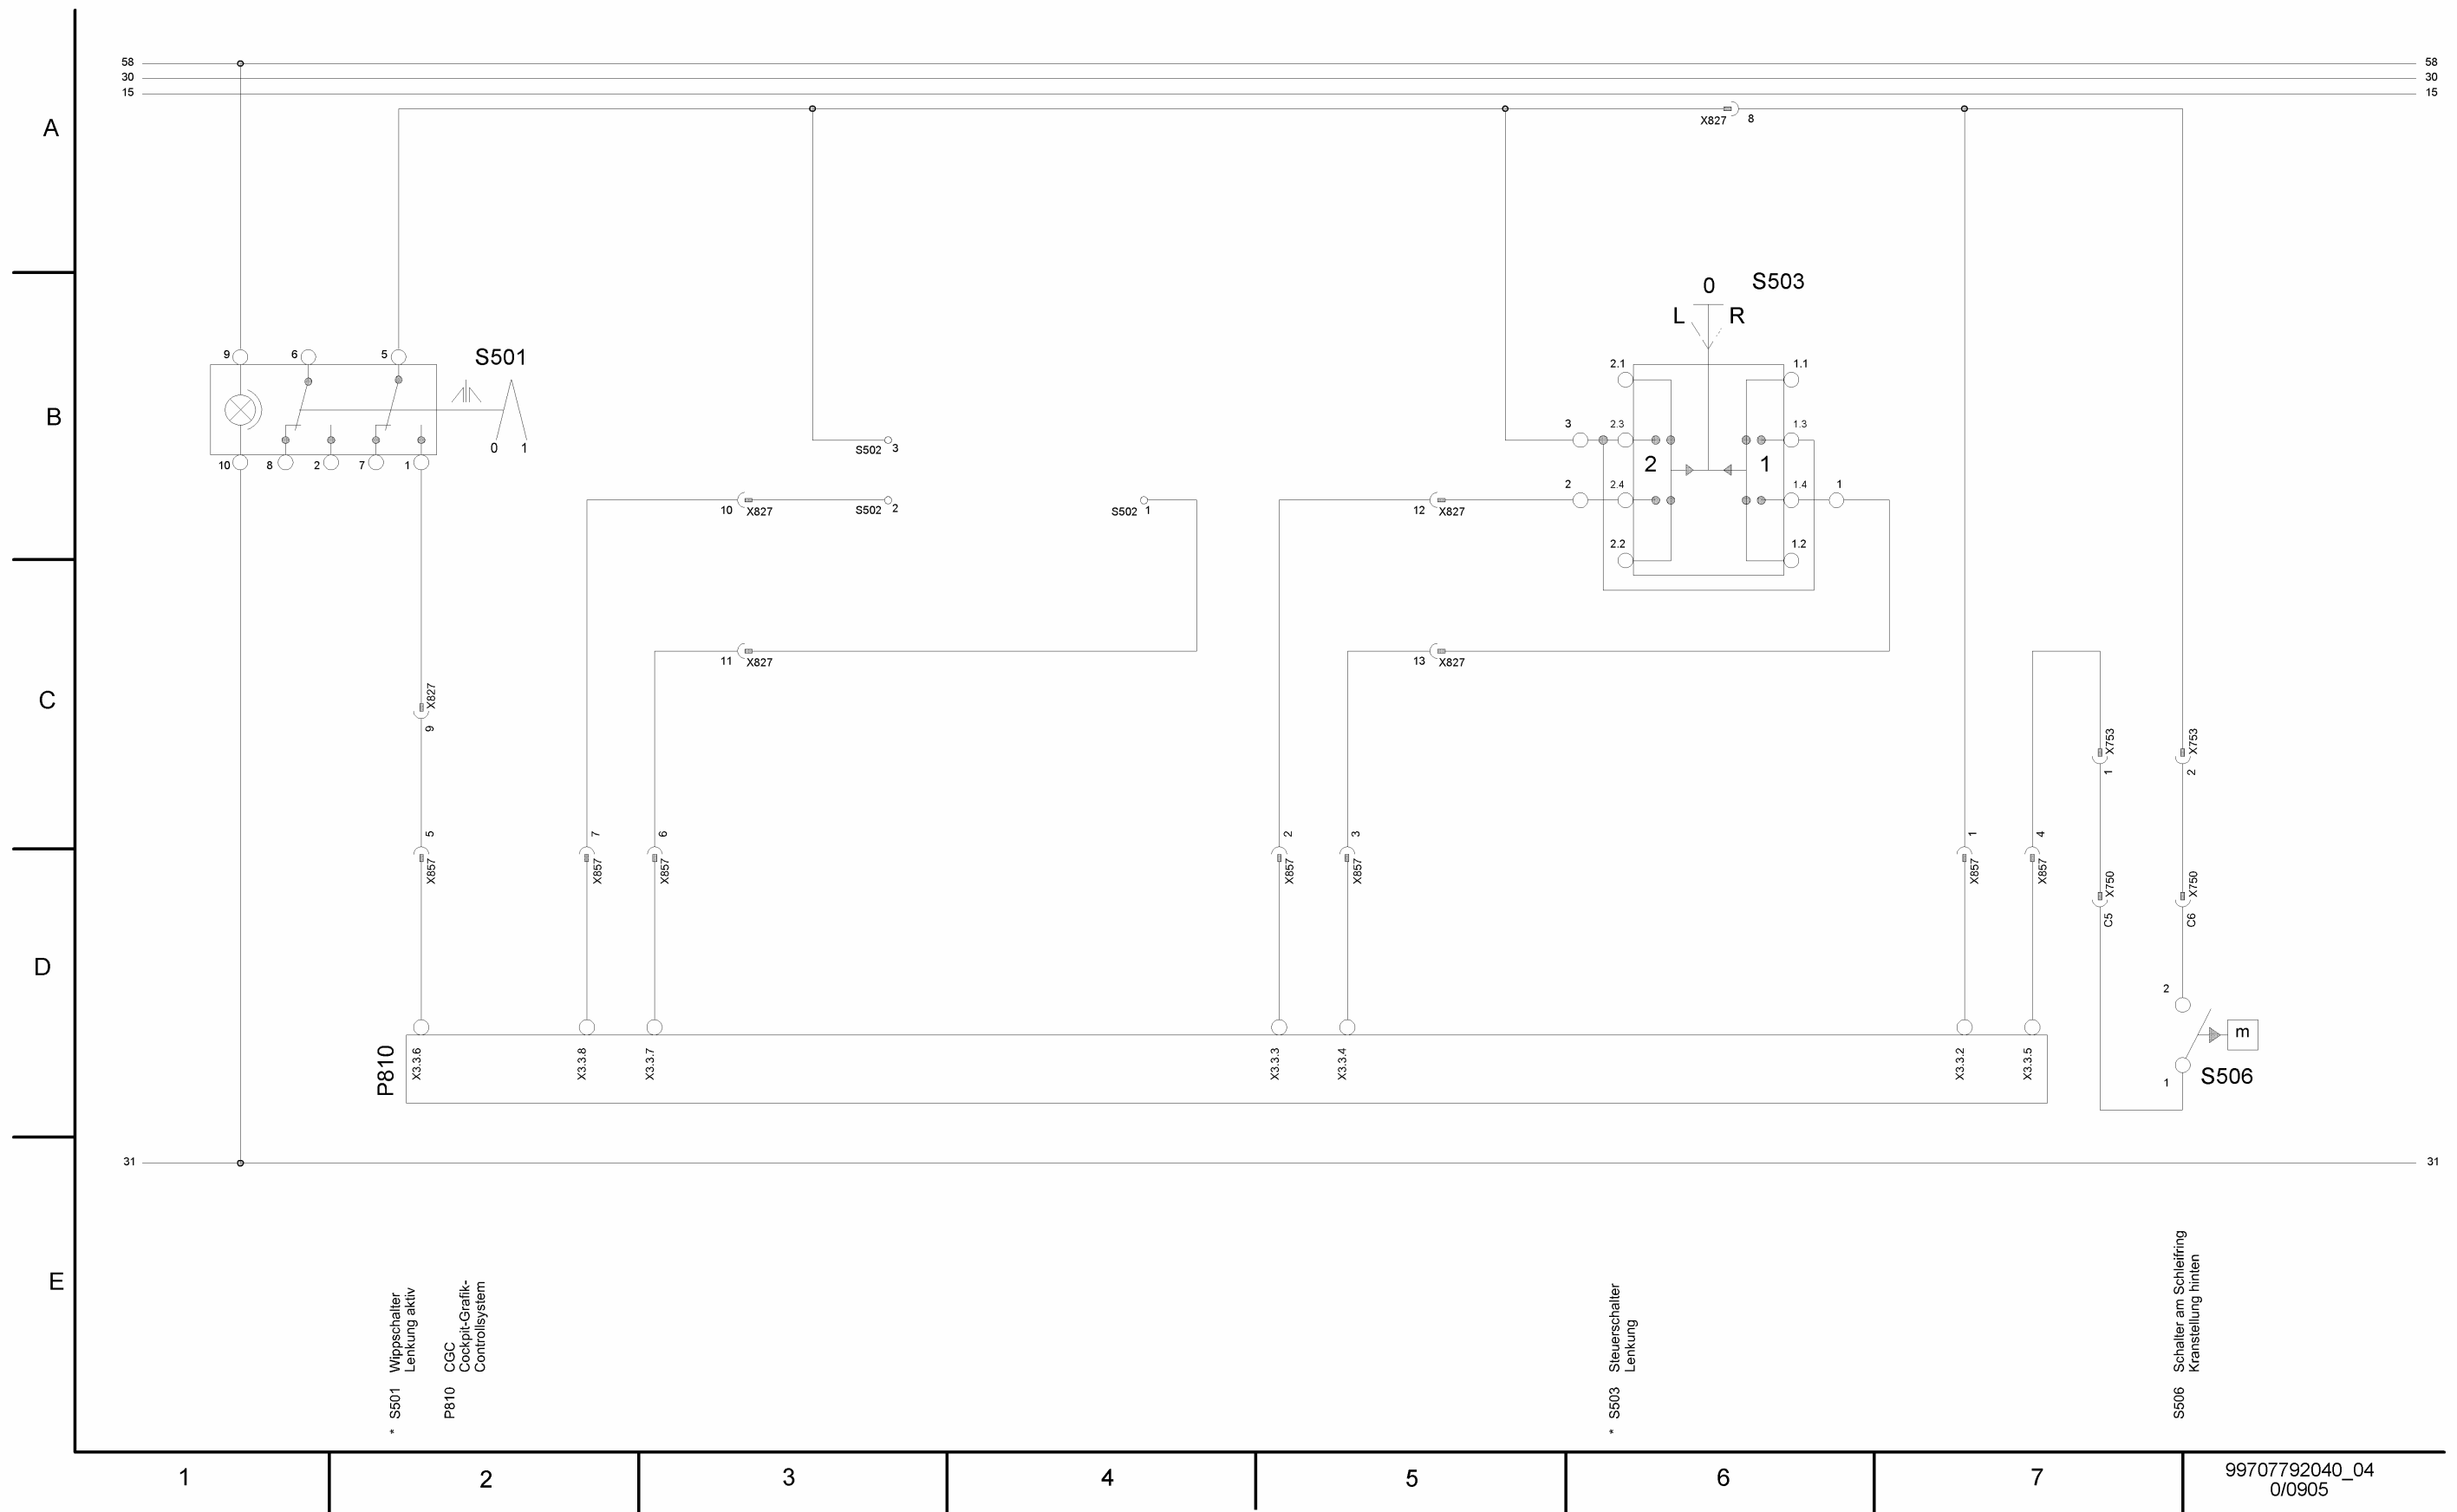 58 58
30 30
15 15
A
X827 8
0 S503
L R
9 6 5 S501
2.1 1.1
B
3 2.3 1.3
2 1
0 1
10 8 2 7 1
S502 3
2 2.4 1.4 1
10 X827
S502 2
S502 1
12 X827
2.2 1.2
11 X827
13 X827
C
X827
9
X753
1
X753
2
5
X857
7
X857
6
X857
2
X857
3
X857
1
X857
4
X857
X750
C5
X750
C6
D
2
m
1
S506
P810
X3.3.6
X3.3.8
X3.3.7
X3.3.3
X3.3.4
X3.3.2
X3.3.5
31 31
E
* S501 Wippschalter
Lenkung aktiv
P810 CGC
Cockpit-Grafik-
Controllsystem
* S503 Steuerschalter
Lenkung
S506 Schalter am Schleifring
Kranstellung hinten
1 2 3 4 5 6 7
99707792040_04
0/0905